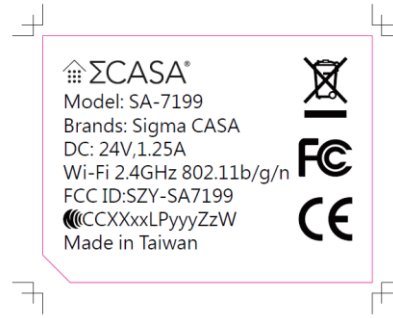 ΣCASA®
Model: SA-7199
Brands: Sigma CASA
DC: 24V,1.25A
Wi-Fi 2.4GHz 802.11b/g/n
FCC ID:SZY-SA7199
CCXXxxLPyyyZzW
Made in Taiwan
FC
CE